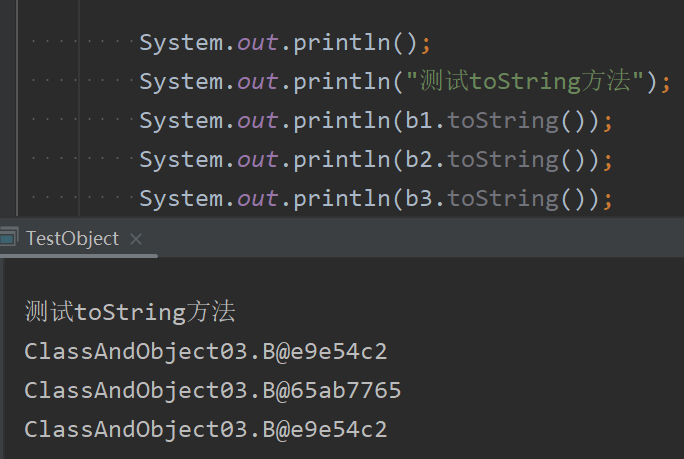 System.out.println();
System.out.println("测试toString方法");
System.out.println(b1.toString());
System.out.println(b2.toString());
System.out.println(b3.toString());
TestObject ×
测试toString方法
ClassAndObject03.B@e9e54c2
ClassAndObject03.B@65ab7765
ClassAndObject03.B@e9e54c2